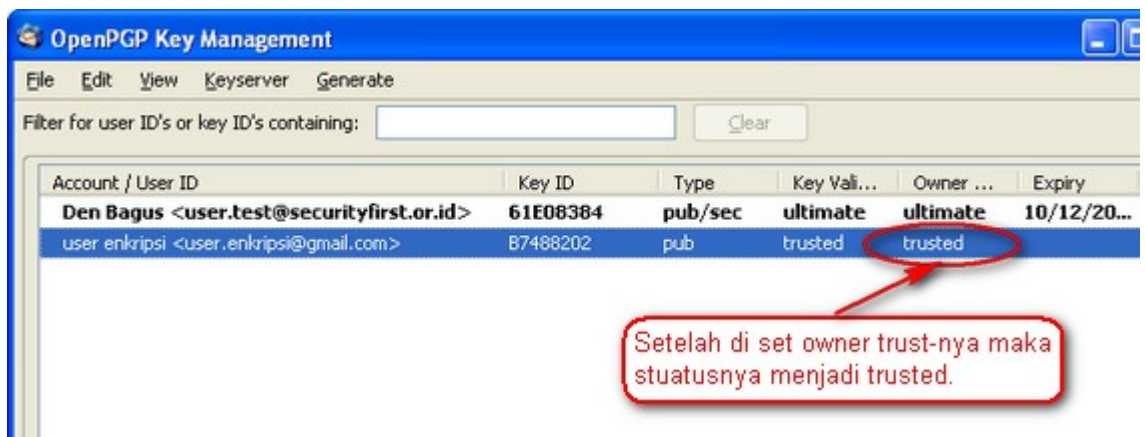 OpenPGP Key Management
File Edit View Keyserver Generate
Filter for user ID's or key ID's containing: Clear
Account / User ID Key ID Type Key Vali... Owner ... Expiry
Den Bagus <user.test@securityfirst.or.id> 61E08384 pub/sec ultimate ultimate 10/12/20...
user enkripsi <user.enkripsi@gmail.com> B7488202 pub trusted trusted
Setelah di set owner trust-nya maka
stuatusnya menjadi trusted.